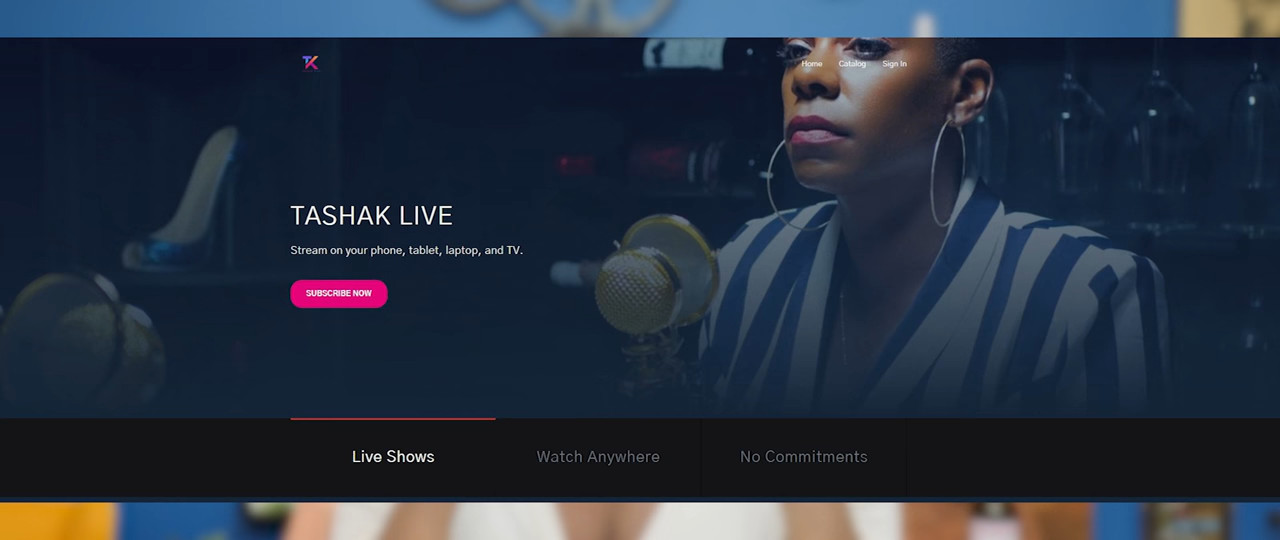 TK
Home Catalog Sign In
TASHAK LIVE
Stream on your phone, tablet, laptop, and TV.
SUBSCRIBE NOW
Live Shows Watch Anywhere No Commitments